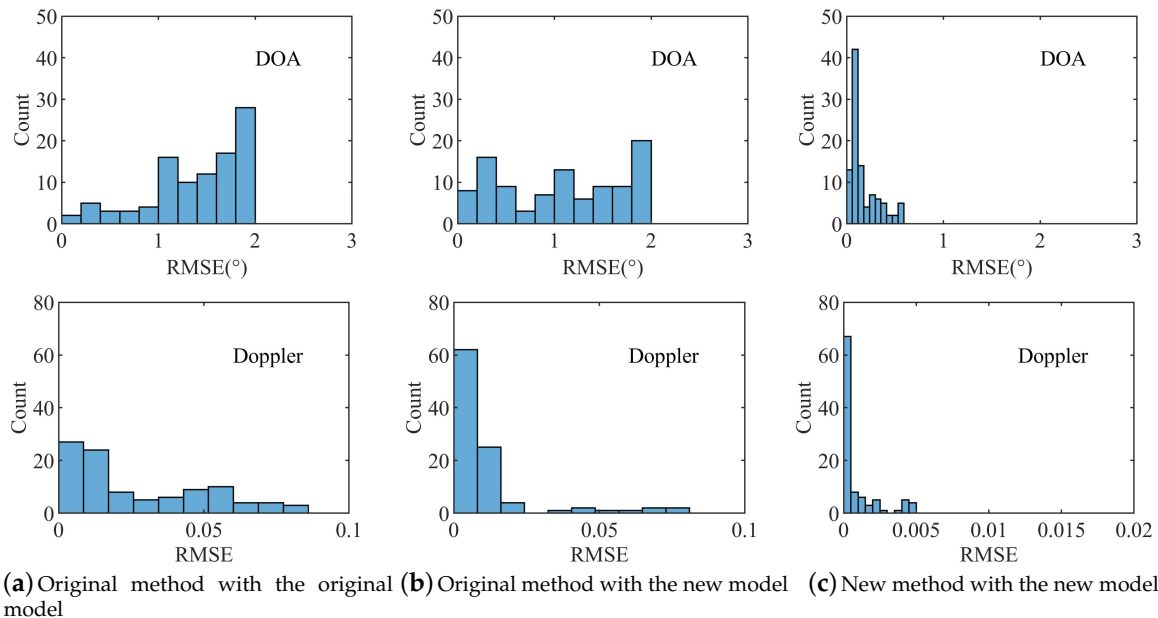 50
40
30
20
10
0
Count
DOA
0
1
2
3
RMSE(°)
50
40
30
20
10
0
Count
DOA
0
1
2
3
RMSE(°)
50
40
30
20
10
0
Count
DOA
0
1
2
3
RMSE(°)
80
60
40
20
0
Count
Doppler
0
0.05
0.1
RMSE
80
60
40
20
0
Count
Doppler
0
0.05
0.1
RMSE
80
60
40
20
0
Count
Doppler
0
0.005
0.01
0.015
0.02
RMSE
(a) Original method with the original
model
(b) Original method with the new model
(c) New method with the new model